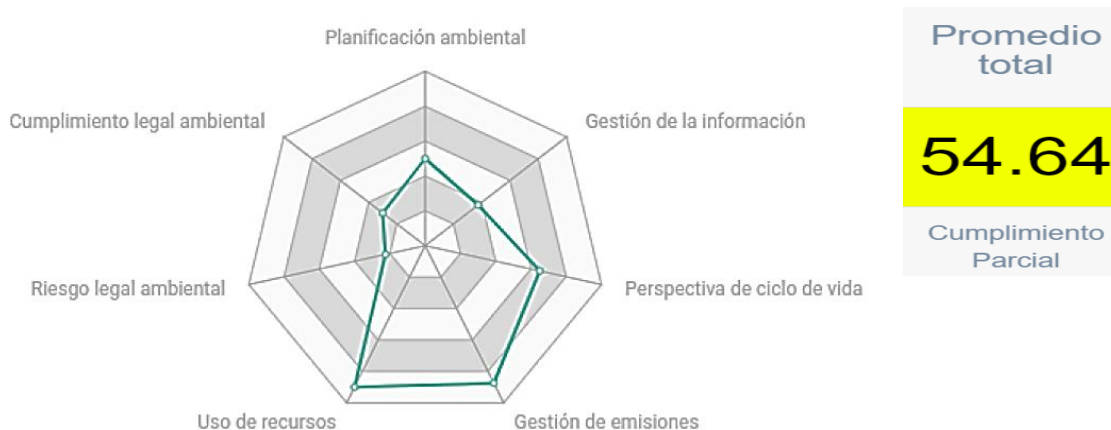 Planificación ambiental
Cumplimiento legal ambiental
Gestión de la información
Riesgo legal ambiental
Perspectiva de ciclo de vida
Uso de recursos
Gestión de emisiones
Promedio
total
54.64
Cumplimiento
Parcial